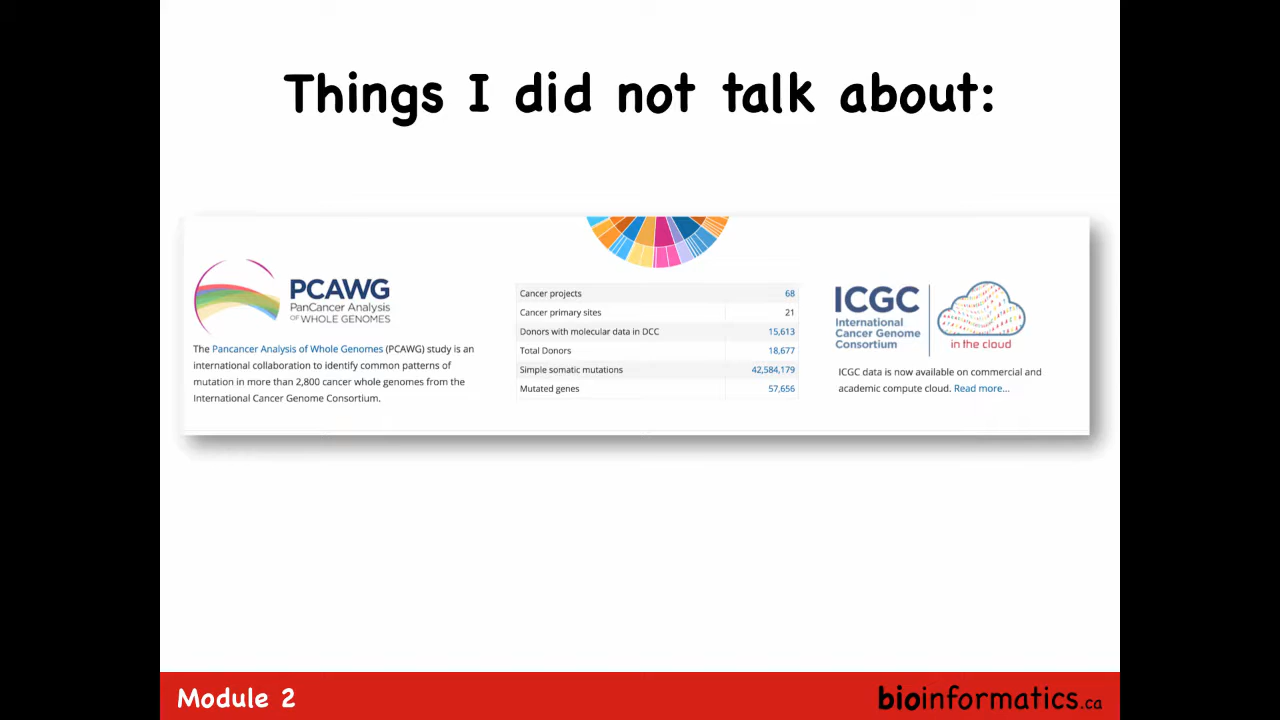 Things I did not talk about:
PCAWG
PanCancer Analysis
OF WHOLE GENOMES
The Pancancer Analysis of Whole Genomes (PCAWG) study is an
international collaboration to identify common patterns of
mutation in more than 2,800 cancer whole genomes from the
International Cancer Genome Consortium.
Cancer projects 68
Cancer primary sites 21
Donors with molecular data in DCC 15,613
Total Donors 18,677
Simple somatic mutations 42,584,179
Mutated genes 57,656
ICGC
International
Cancer Genome
Consortium
in the cloud
ICGC data is now available on commercial and
academic compute cloud. Read more...
Module 2
bioinformatics.ca